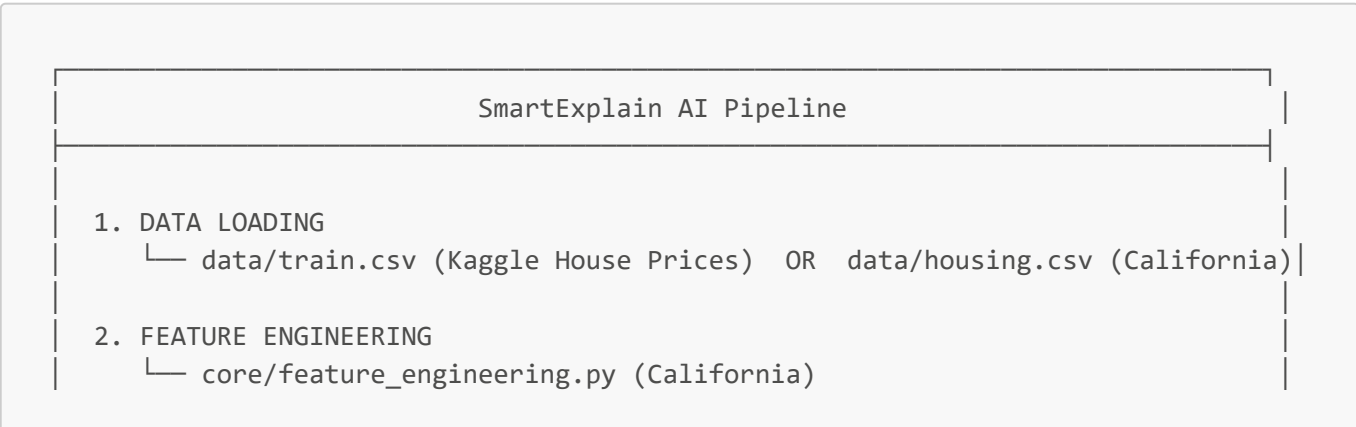 SmartExplain AI Pipeline
1. DATA LOADING
└── data/train.csv (Kaggle House Prices)  OR  data/housing.csv (California)
2. FEATURE ENGINEERING
└── core/feature_engineering.py (California)